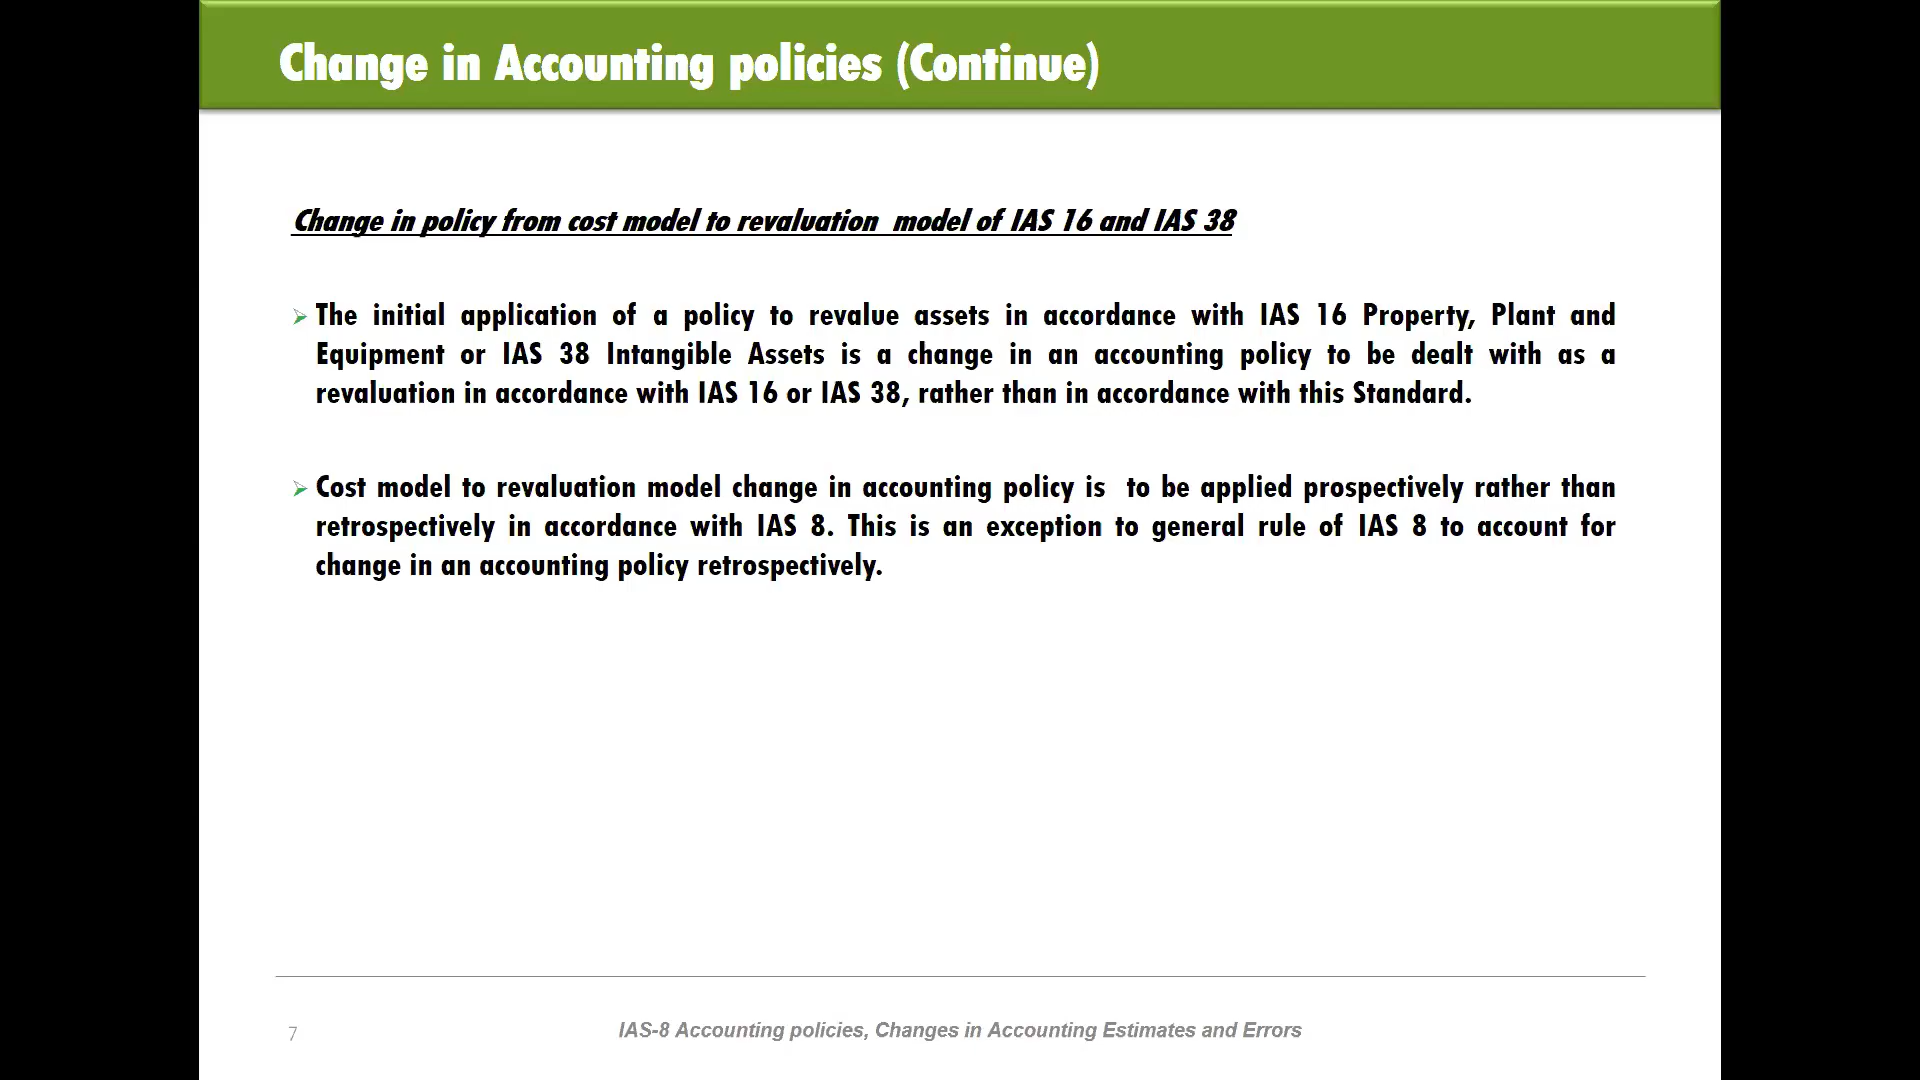 Change in Accounting policies (Continue)
Change in policy from cost model to revaluation  model of IAS 16 and IAS 38
The initial application of a policy to revalue assets in accordance with IAS 16 Property, Plant and
Equipment or IAS 38 Intangible Assets is a change in an accounting policy to be dealt with as a
revaluation in accordance with IAS 16 or IAS 38, rather than in accordance with this Standard.
Cost model to revaluation model change in accounting policy is  to be applied prospectively rather than
retrospectively in accordance with IAS 8. This is an exception to general rule of IAS 8 to account for
change in an accounting policy retrospectively.
7
IAS-8 Accounting policies, Changes in Accounting Estimates and Errors